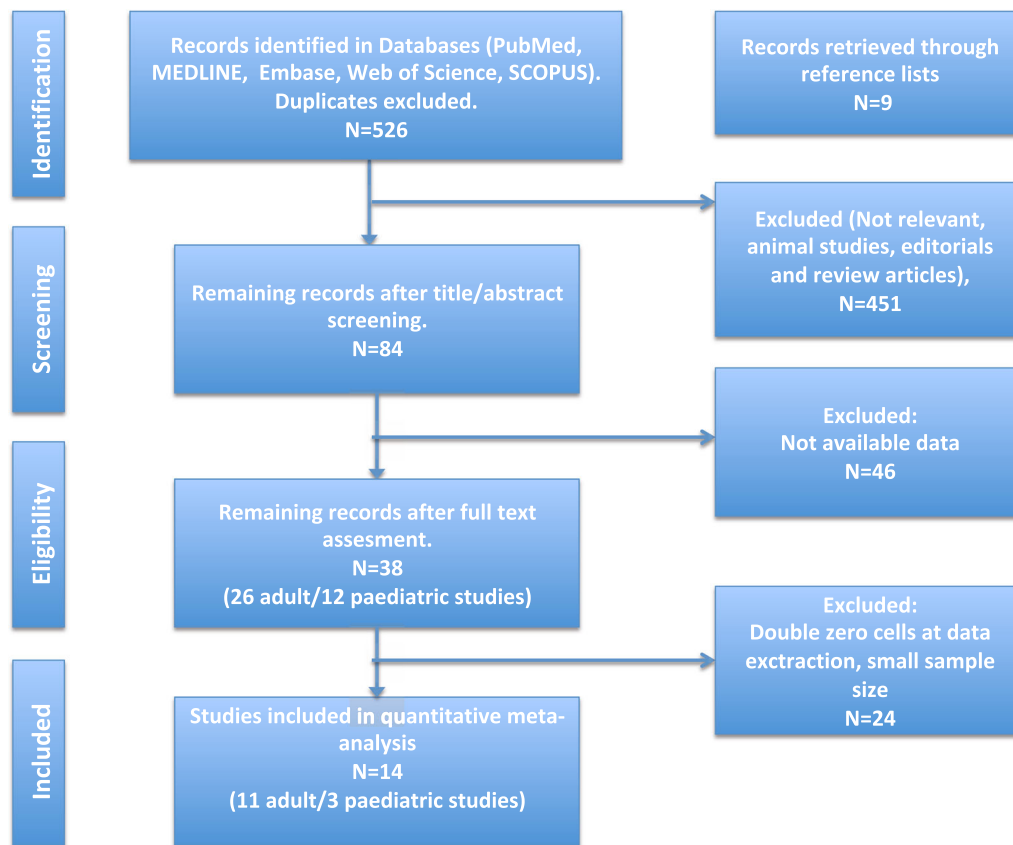 Identification
Records identified in Databases (PubMed,
MEDLINE, Embase, Web of Science, SCOPUS).
Duplicates excluded.
N=526
Records retrieved through
reference lists
N=9
Excluded (Not relevant,
animal studies, editorials
and review articles),
N=451
Screening
Remaining records after title/abstract
screening.
N=84
Excluded:
Not available data
N=46
Eligibility
Remaining records after full text
assesment.
N=38
(26 adult/12 paediatric studies)
Excluded:
Double zero cells at data
exctraction, small sample
size
N=24
Included
Studies included in quantitative meta-
analysis
N=14
(11 adult/3 paediatric studies)